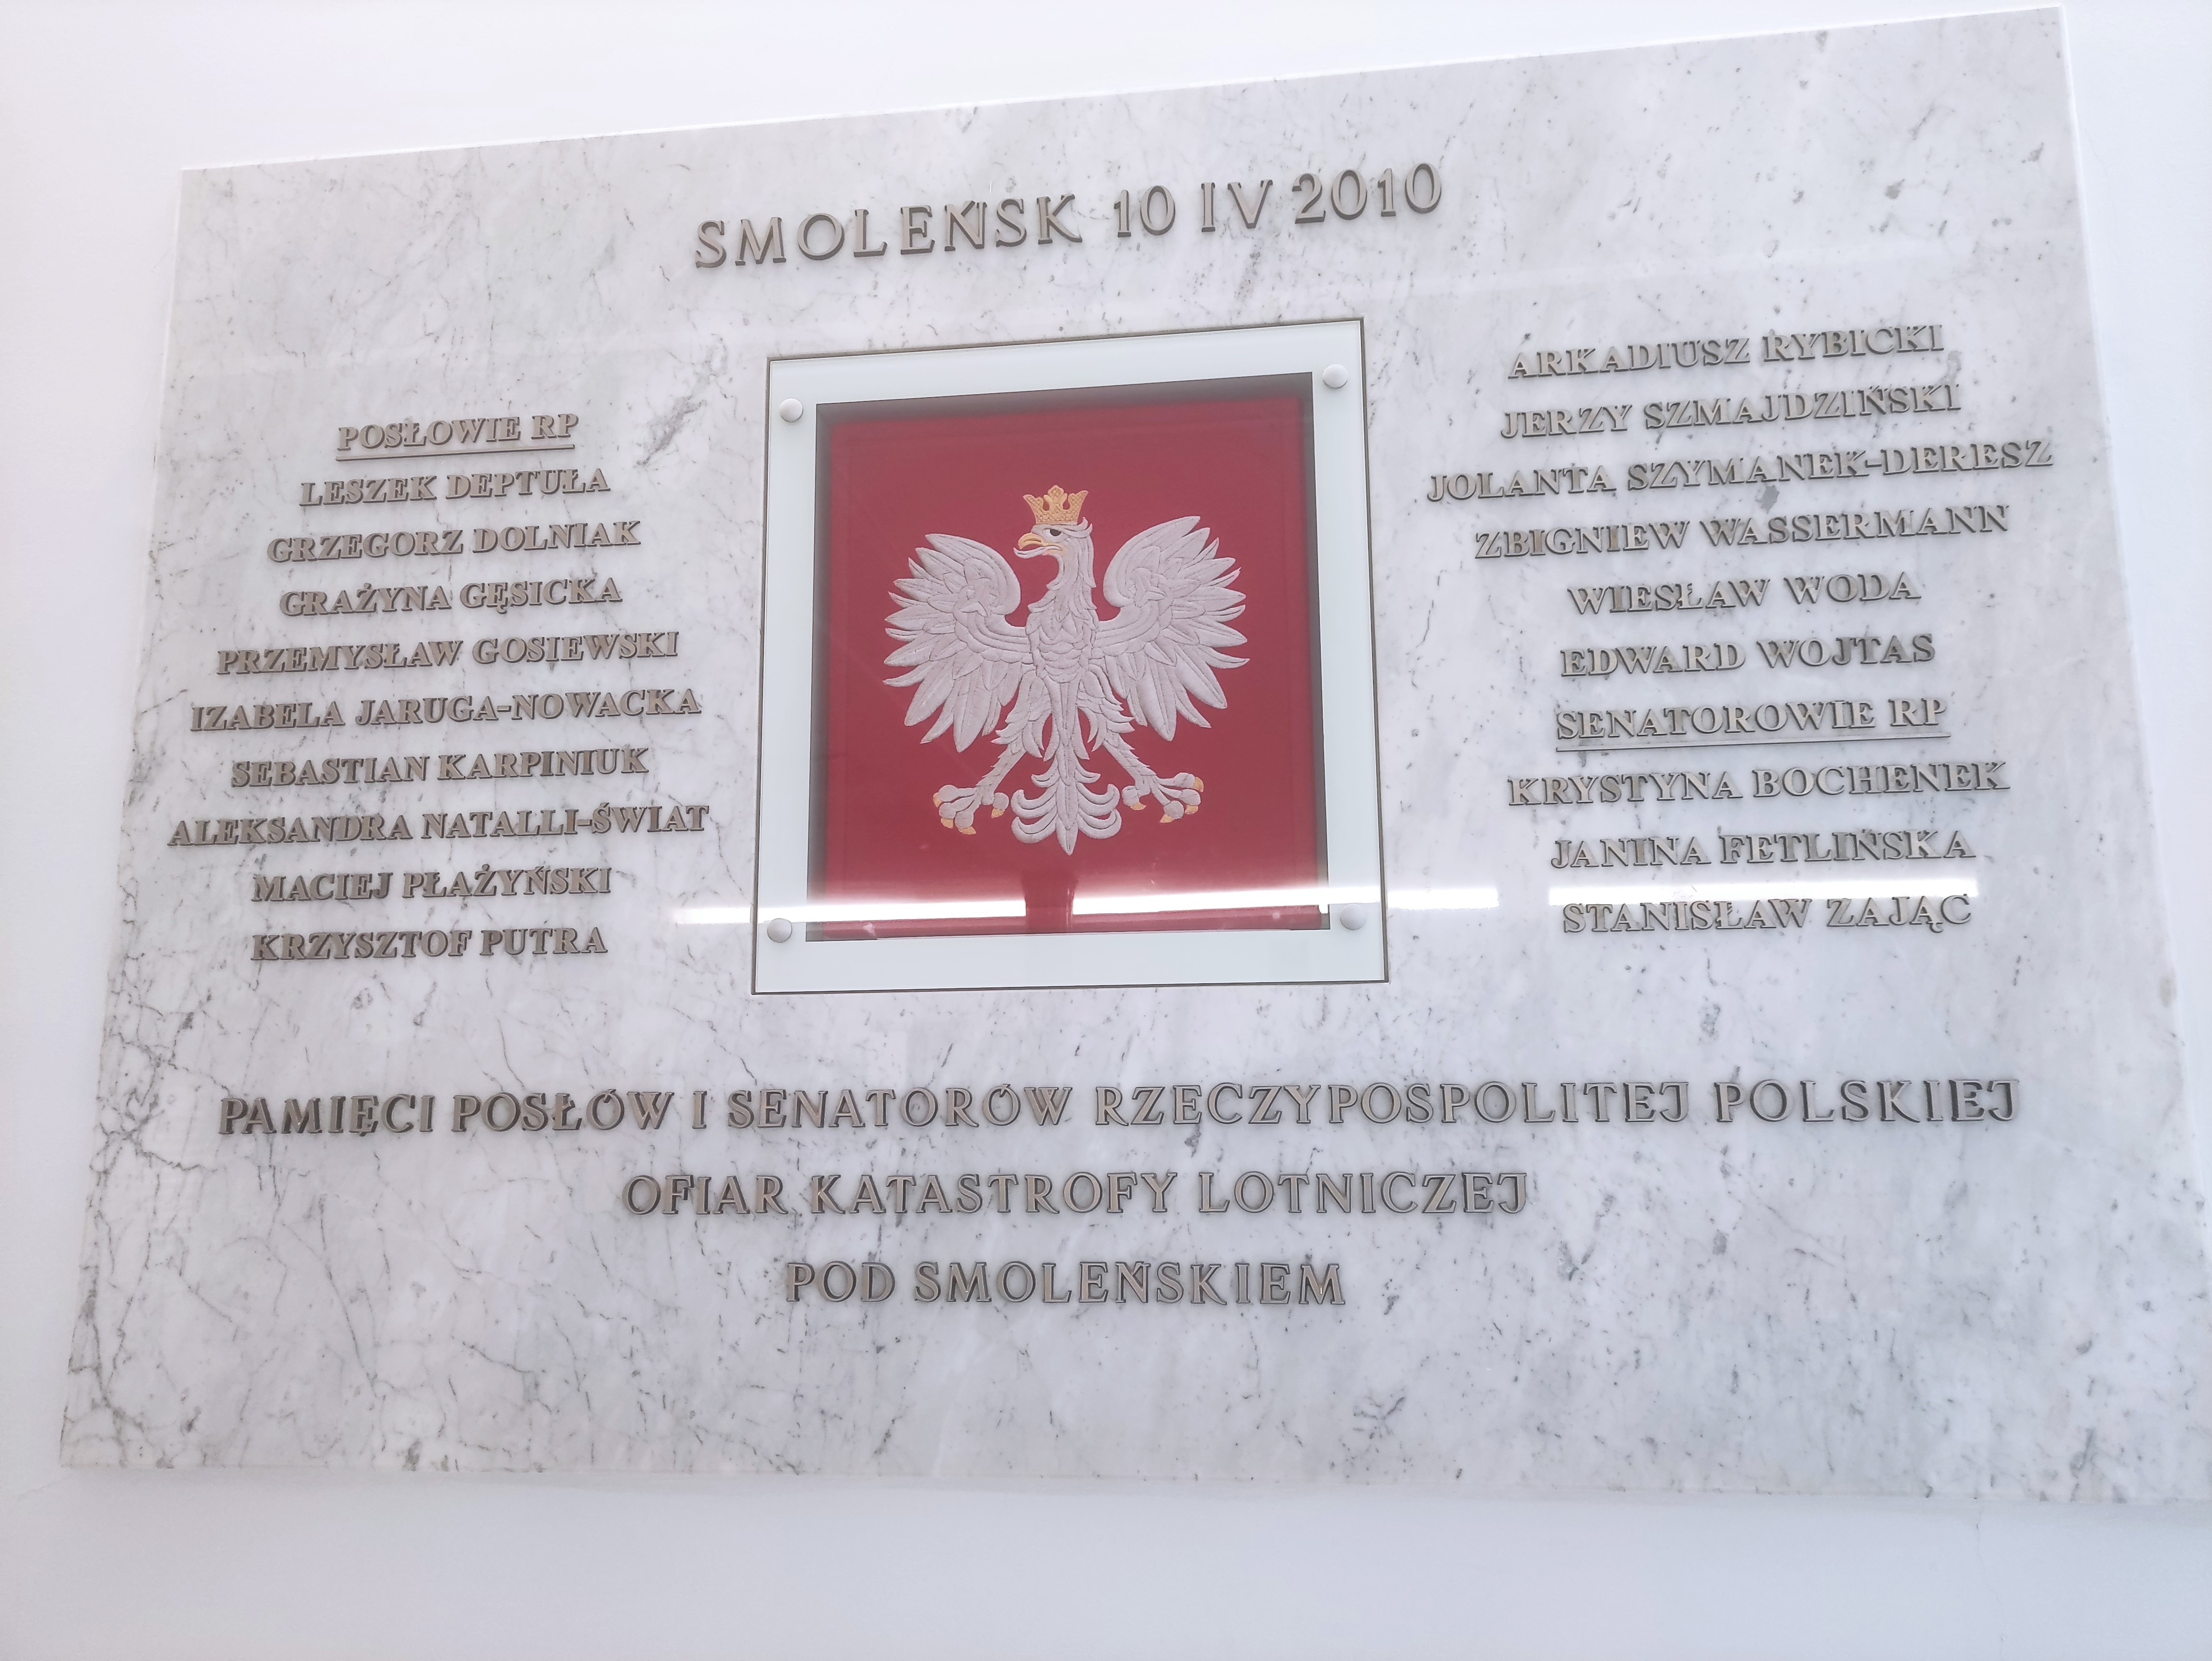 SMOLEŃSK 10 IV 2010
POSŁOWIE RP
LESZEK DEPTUŁA
GRZEGORZ DOLNIAK
GRAŻYNA GĘSICKA
PRZEMYSŁAW GOSIEWSKI
IZABELA JARUGA-NOWACKA
SEBASTIAN KARPINIUK
ALEKSANDRA NATALLI-ŚWIAT
MACIEJ PŁAŻYŃSKI
KRZYSZTOF PUTRA
ARKADIUSZ RYBICKI
JERZY SZMAJDZIŃSKI
JOLANTA SZYMANEK-DERESZ
ZBIGNIEW WASSERMANN
WIESŁAW WODA
EDWARD WOJTAS
SENATOROWIE RP
KRYSTYNA BOCHENEK
JANINA FETLIŃSKA
STANISŁAW ZAJĄC
PAMIĘCI POSŁÓW I SENATORÓW RZECZYPOSPOLITEJ POLSKIEJ
OFIAR KATASTROFY LOTNICZEJ
POD SMOLEŃSKIEM